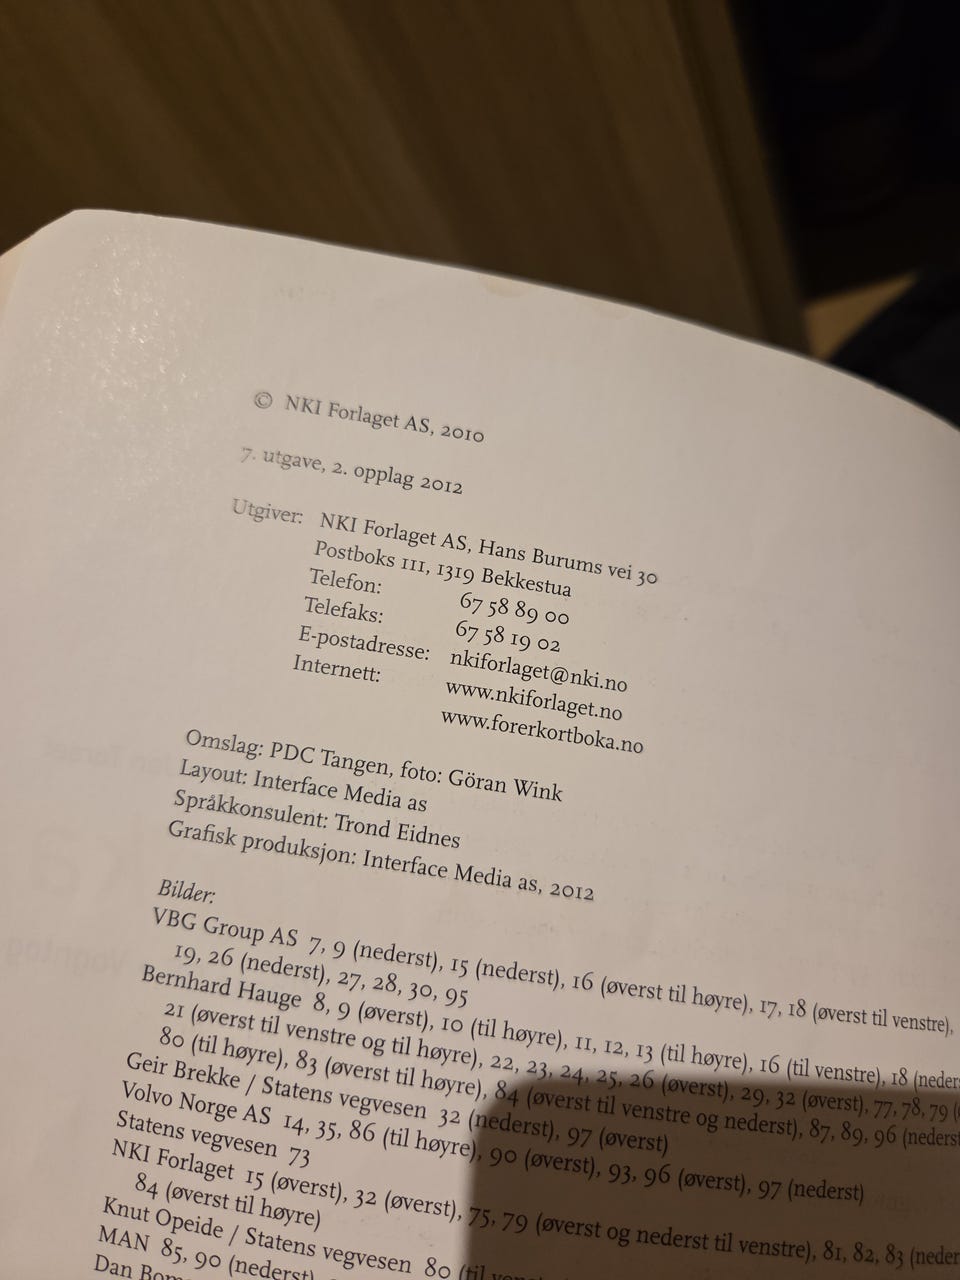 © NKI Forlaget AS, 2010
7. utgave, 2. opplag 2012
Utgiver: NKI Forlaget AS, Hans Burums vei 30
Postboks 111, 1319 Bekkestua
Telefon: 67 58 89 00
Telefaks: 67 58 19 02
E-postadresse: nkiforlaget@nki.no
Internett: www.nkiforlaget.no
www.forerkortboka.no
Omslag: PDC Tangen, foto: Göran Wink
Layout: Interface Media as
Språkkonsulent: Trond Eidnes
Grafisk produksjon: Interface Media as, 2012
Bilder:
VBG Group AS 7, 9 (nederst), 15 (nederst), 16 (øverst til høyre), 17, 18 (øverst til venstre),
19, 26 (nederst), 27, 28, 30, 95
Bernhard Hauge 8, 9 (øverst), 10 (til høyre), 11, 12, 13 (til høyre), 16 (til venstre), 18
21 (øverst til venstre og til høyre), 22, 23, 24, 25, 26 (øverst), 29, 32 (øverst), 77, 78, 79
80 (til høyre), 83 (øverst til høyre), 84 (øverst til venstre og nederst), 87, 89, 96
Geir Brekke / Statens vegvesen 32 (nederst), 97 (øverst)
Volvo Norge AS 14, 35, 86 (til høyre), 90 (øverst), 93, 96 (øverst), 97 (nederst)
Statens vegvesen 73
NKI Forlaget 15 (øverst), 32 (øverst), 75, 79 (øverst og nederst til venstre), 81, 82, 83
84 (øverst til høyre)
Knut Opeide / Statens vegvesen 80 (til
MAN 85, 90 (nederst)
Dan